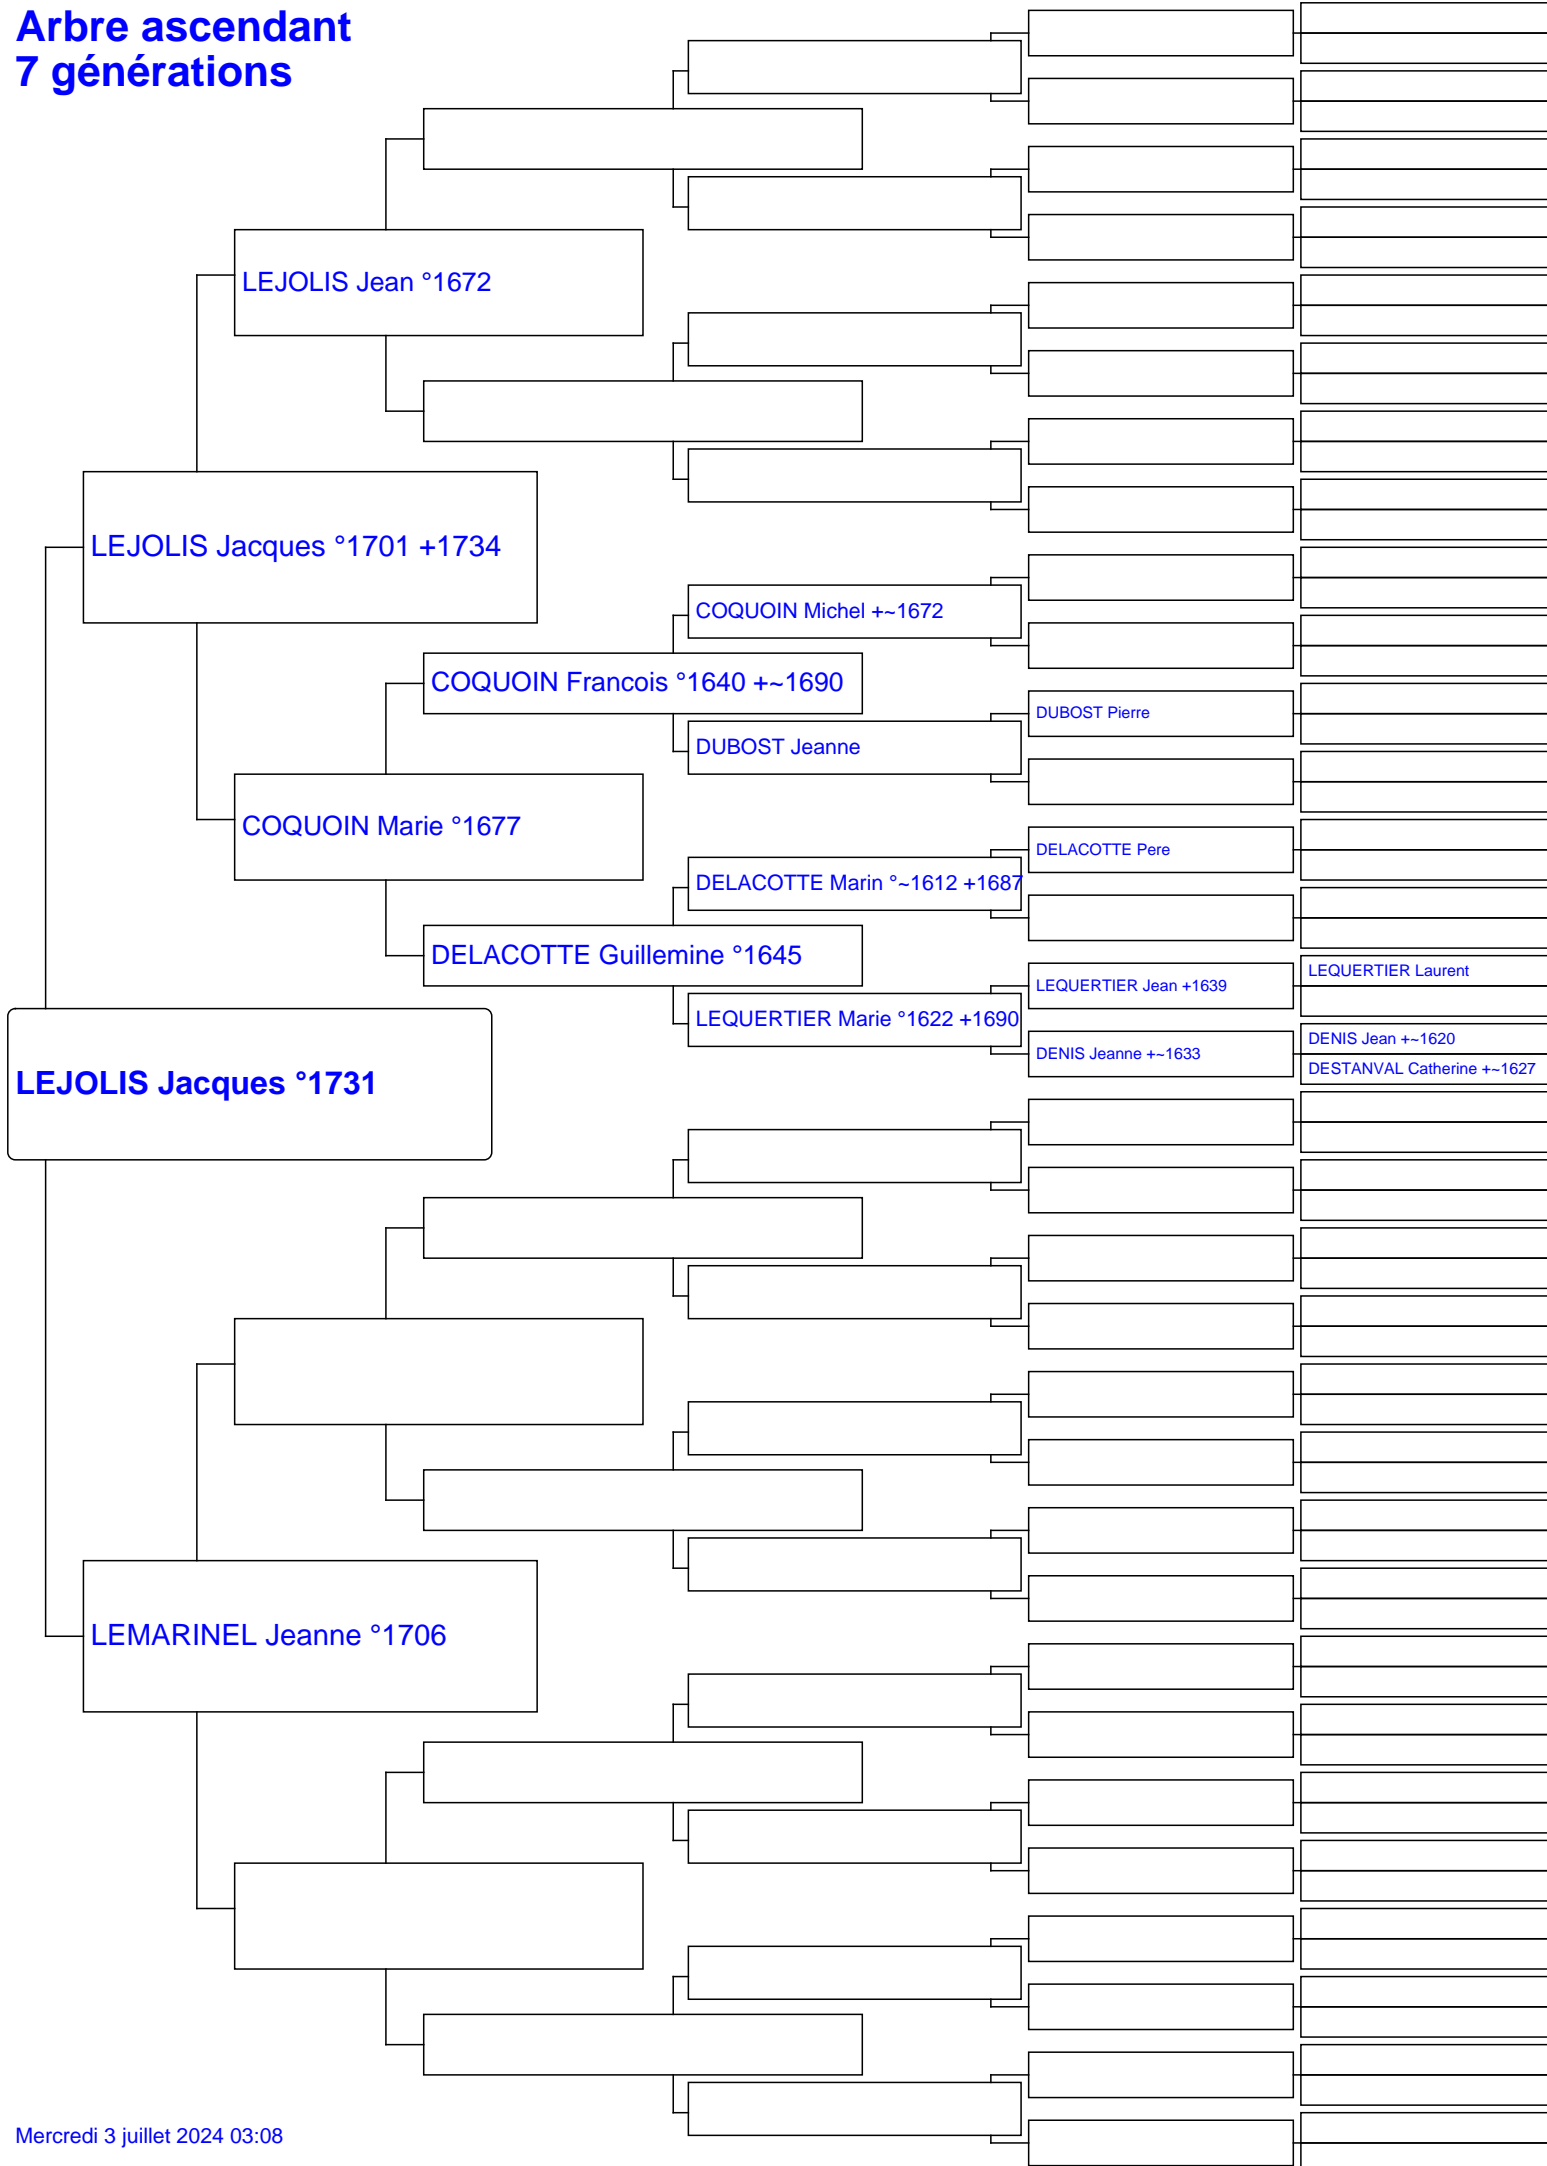 Arbre ascendant
7 générations
LEJOLIS Jean °1672
LEJOLIS Jacques °1701 +1734
COQUOIN Michel +~1672
COQUOIN Francois °1640 +~1690
DUBOST Pierre
DUBOST Jeanne
COQUOIN Marie °1677
DELACOTTE Pere
DELACOTTE Marin °~1612 +1687
DELACOTTE Guillemine °1645
LEQUERTIER Laurent
LEQUERTIER Jean +1639
LEQUERTIER Marie °1622 +1690
DENIS Jean +~1620
DENIS Jeanne +~1633
DESTANVAL Catherine +~1627
LEJOLIS Jacques °1731
LEMARINEL Jeanne °1706
Mercredi 3 juillet 2024 03:08